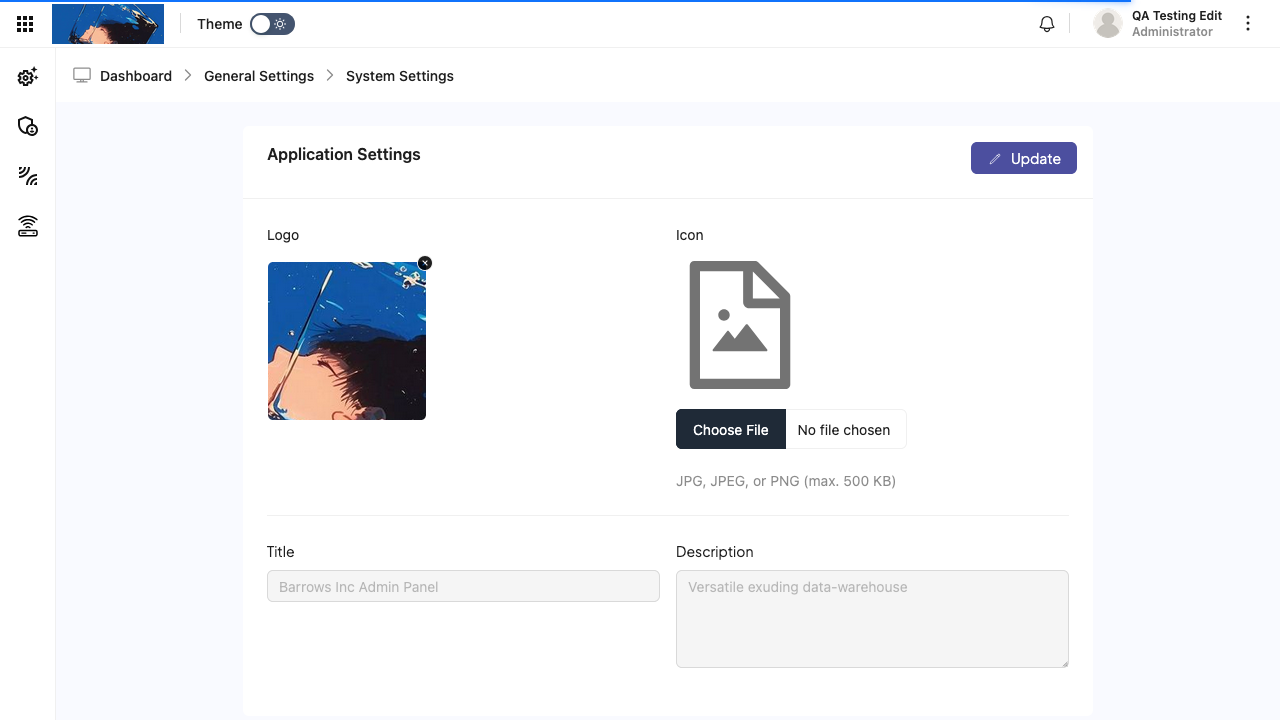 Theme
QA Testing Edit
Administrator
Dashboard
General Settings
System Settings
Application Settings
Update
Logo
Icon
Choose File
No file chosen
JPG, JPEG, or PNG (max. 500 KB)
Title
Description
Barrows Inc Admin Panel
Versatile exuding data-warehouse